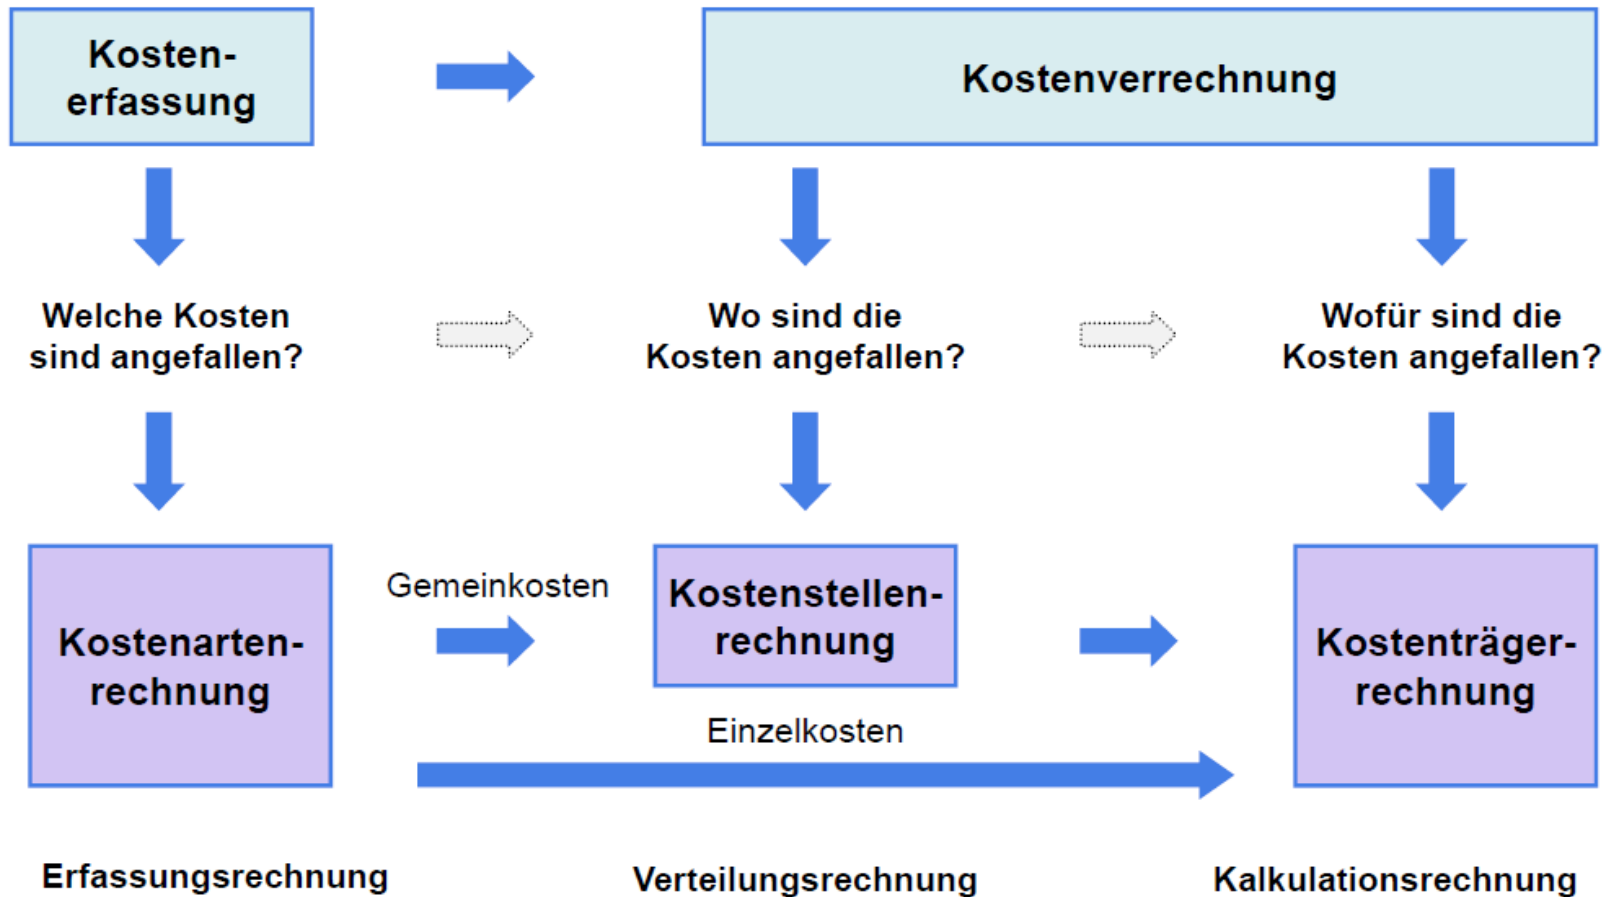 Kosten-
erfassung
Kostenverrechnung
Welche Kosten
sind angefallen?
Wo sind die
Kosten angefallen?
Wofür sind die
Kosten angefallen?
Kostenarten-
rechnung
Gemeinkosten
Kostenstellen-
rechnung
Einzelkosten
Kostenträger-
rechnung
Erfassungsrechnung
Verteilungsrechnung
Kalkulationsrechnung